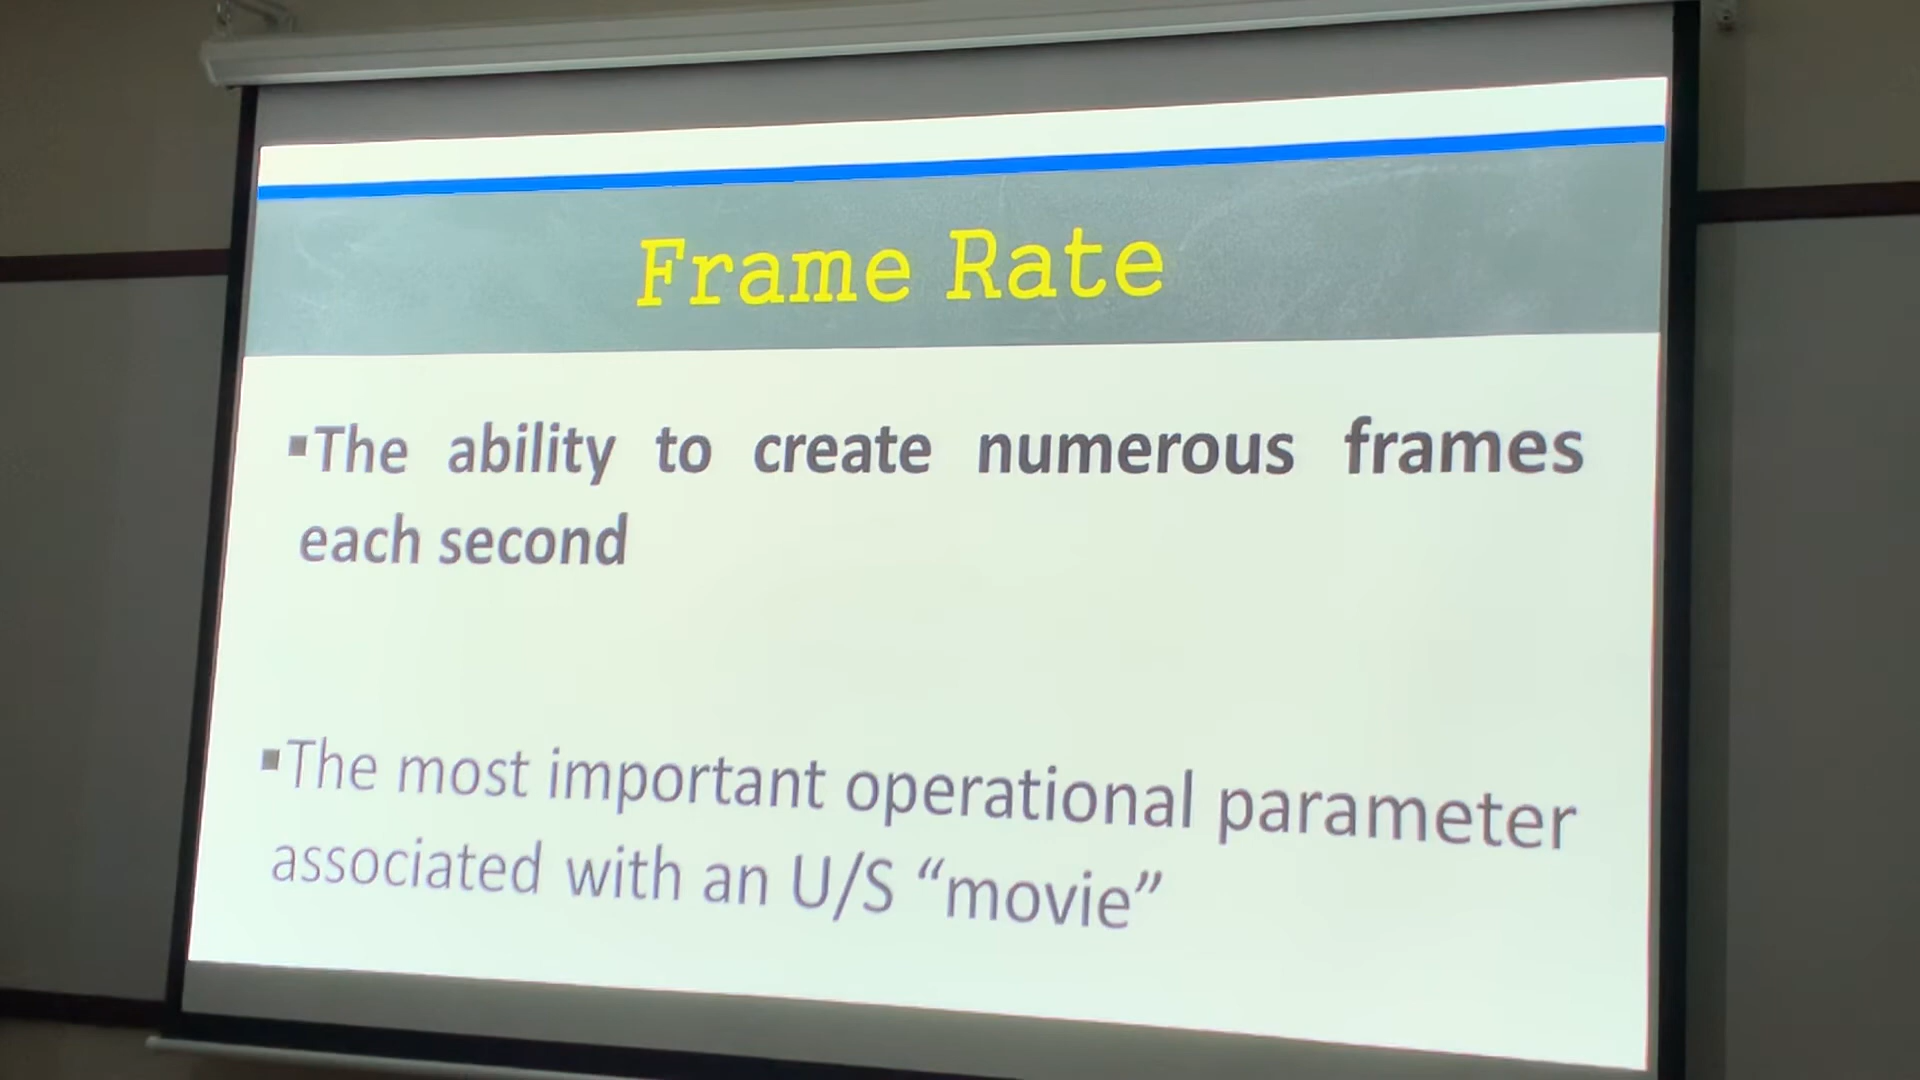 Frame Rate
▪The ability to create numerous frames
each second
▪The most important operational parameter
associated with an U/S “movie”